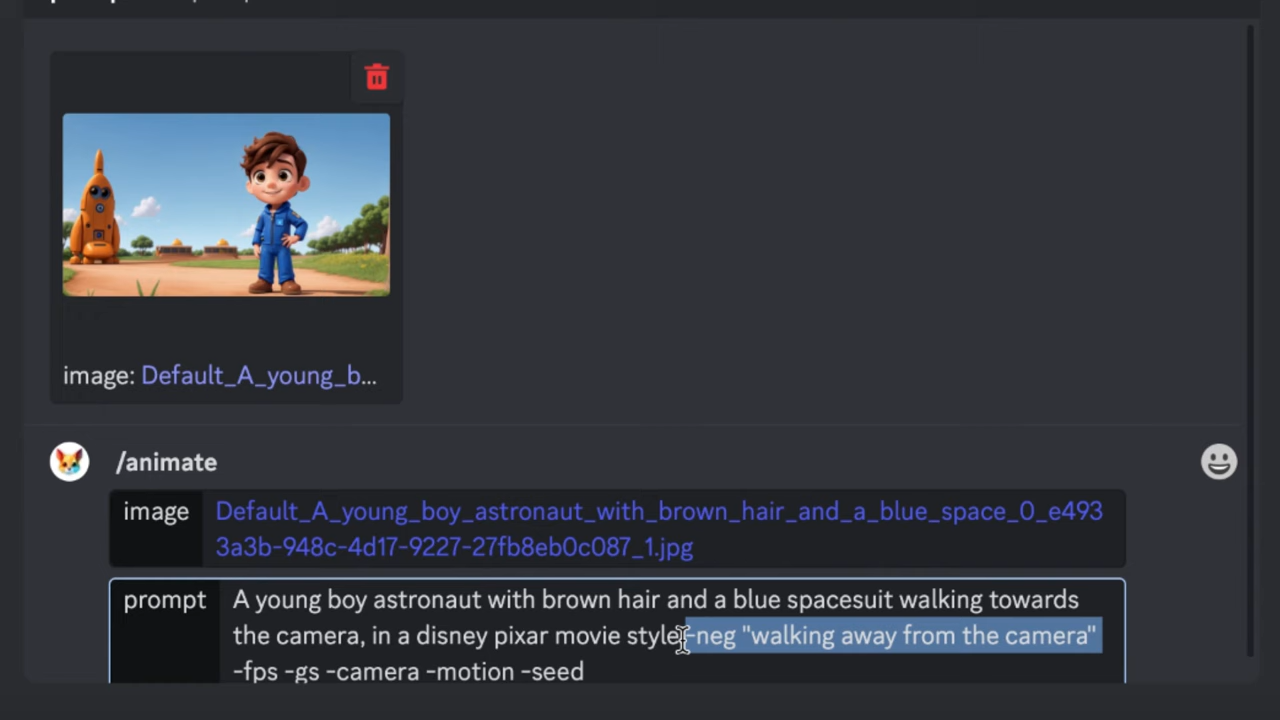 image: Default_A_young_b...
/animate
image Default_A_young_boy_astronaut_with_brown_hair_and_a_blue_space_0_e493
3a3b-948c-4d17-9227-27fb8eb0c087_1.jpg
prompt A young boy astronaut with brown hair and a blue spacesuit walking towards
the camera, in a disney pixar movie style -neg "walking away from the camera"
-fps -gs -camera -motion -seed